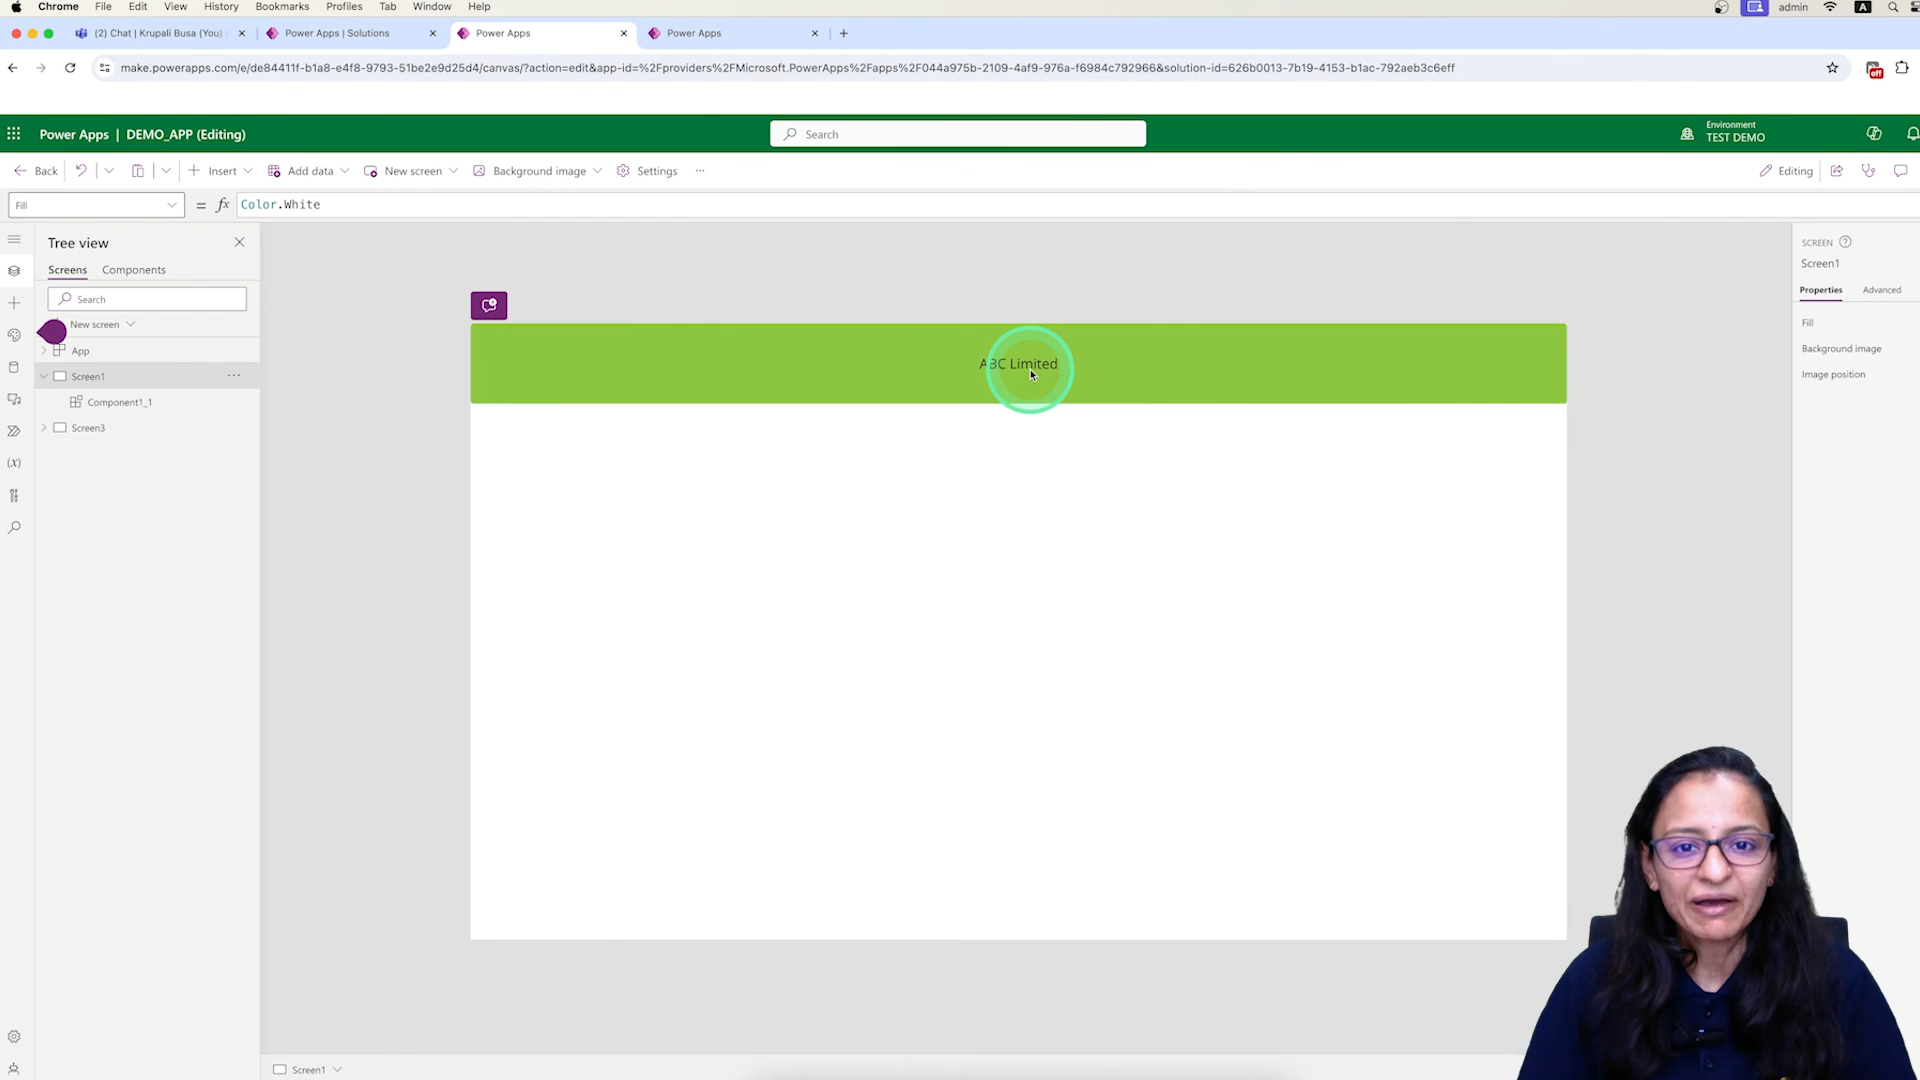 Chrome File Edit View History Bookmarks Profiles Tab Window Help admin A
(2) Chat | Krupali Busa (You) Power Apps | Solutions Power Apps Power Apps
make.powerapps.com/e/de84411f-b1a8-e4f8-9793-51be2e9d25d4/canvas/?action=edit&app-id=%2Fproviders%2FMicrosoft.PowerApps%2Fapps%2F044a975b-2109-4af9-976a-f6984c792966&solution-id=626b0013-7b19-4153-b1ac-792aeb3c6eff
off
Power Apps | DEMO_APP (Editing) Search Environment
TEST DEMO
Back Insert Add data New screen Background image Settings ... Editing
Fill = fx Color.White
Tree view
Screens Components
Search
New screen
App
Screen1 ...
Component1_1
Screen3
ABC Limited
SCREEN ?
Screen1
Properties Advanced
Fill
Background image
Image position
(x)
Screen1